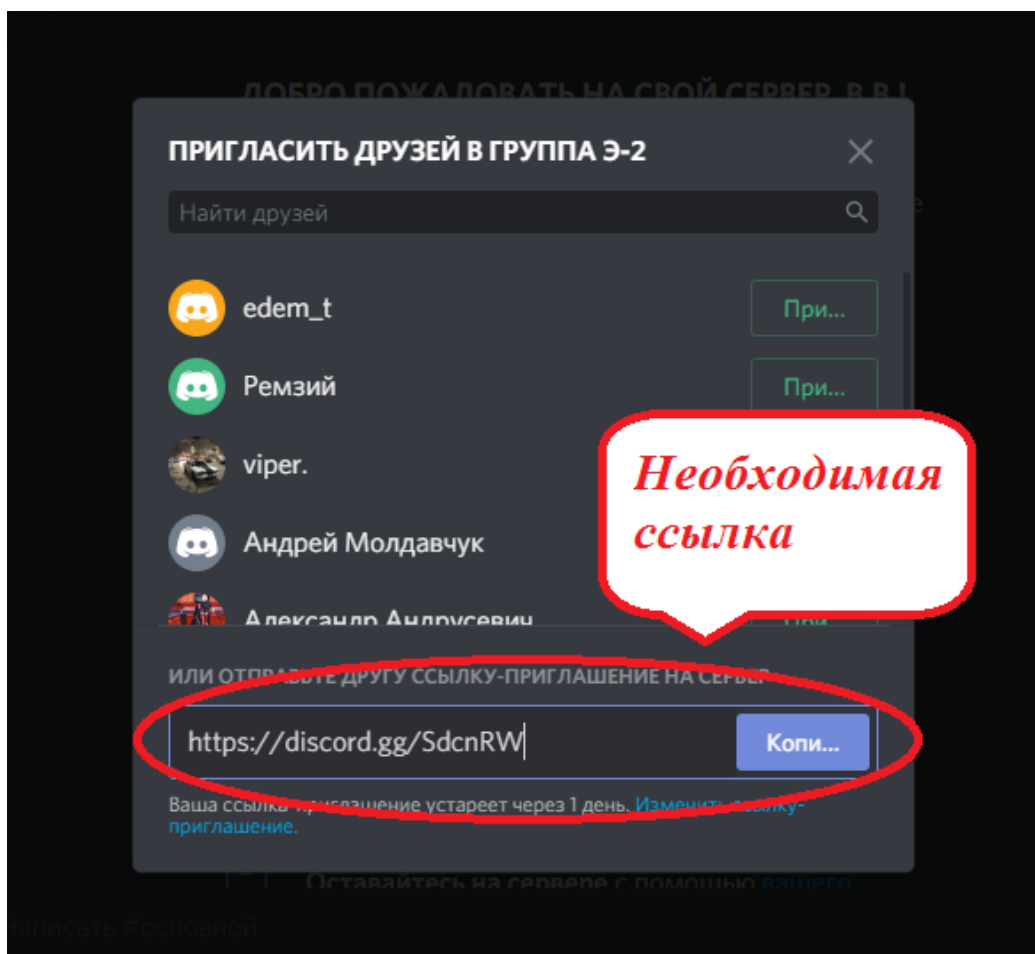 ДОБРО ПОЖАЛОВАТЬ НА СВОЙ СЕРВЕР, В В I
ПРИГЛАСИТЬ ДРУЗЕЙ В ГРУППА Э-2
Найти друзей
edem_t
При...
Ремзий
При...
viper.
Необходимая
ссылка
Андрей Молдавчук
Александр Андрусевич
При...
ИЛИ ОТПРАВЬТЕ ДРУГУ ССЫЛКУ-ПРИГЛАШЕНИЕ НА СЕРВЕР
https://discord.gg/SdcnRW
Копи...
Ваша ссылка-приглашение устареет через 1 день. Изменить ссылку-
приглашение.
Оставайтесь на сервере с помощью вашего
Написать #основной